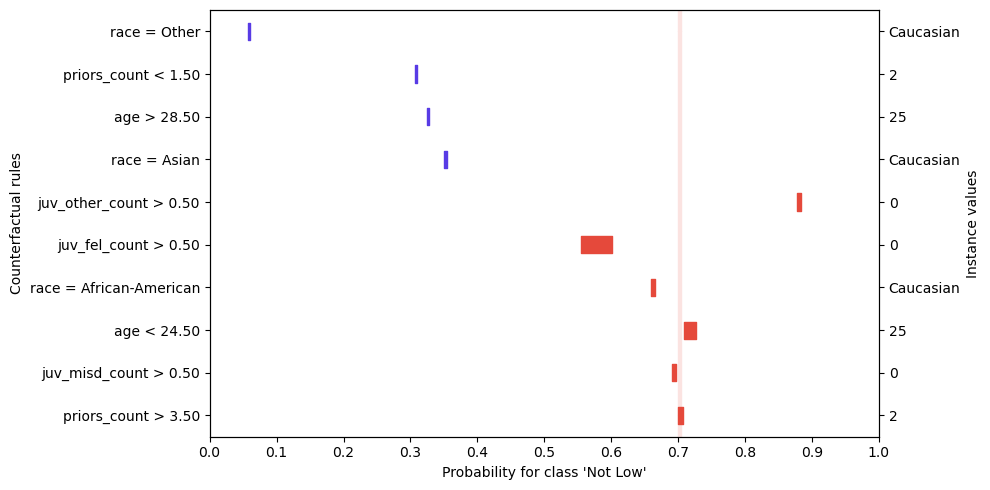 race = Other
Caucasian
priors_count < 1.50
2
age > 28.50
25
race = Asian
Caucasian
juv_other_count > 0.50
0
juv_fel_count > 0.50
0
race = African-American
Caucasian
age < 24.50
25
juv_misd_count > 0.50
0
priors_count > 3.50
2
Counterfactual rules
Instance values
0.0 0.1 0.2 0.3 0.4 0.5 0.6 0.7 0.8 0.9 1.0
Probability for class 'Not Low'